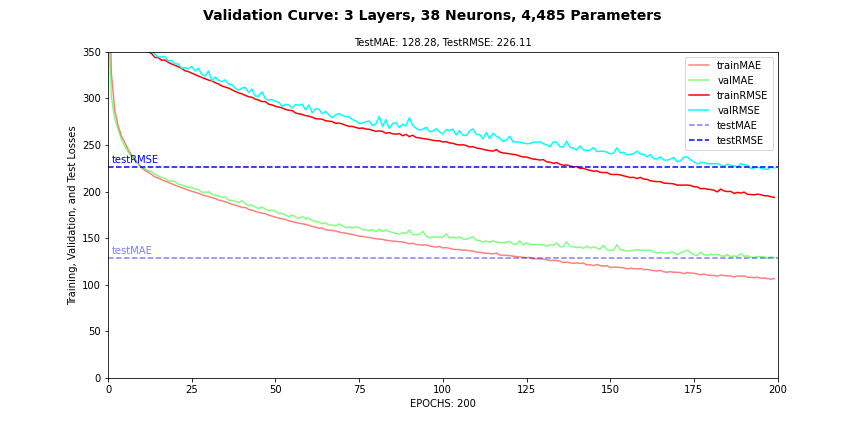 Validation Curve: 3 Layers, 38 Neurons, 4,485 Parameters
TestMAE: 128.28, TestRMSE: 226.11
350
300
250
200
150
100
50
0
Training, Validation, and Test Losses
testRMSE
testMAE
trainMAE
valMAE
trainRMSE
valRMSE
testMAE
testRMSE
0 25 50 75 100 125 150 175 200
EPOCHS: 200